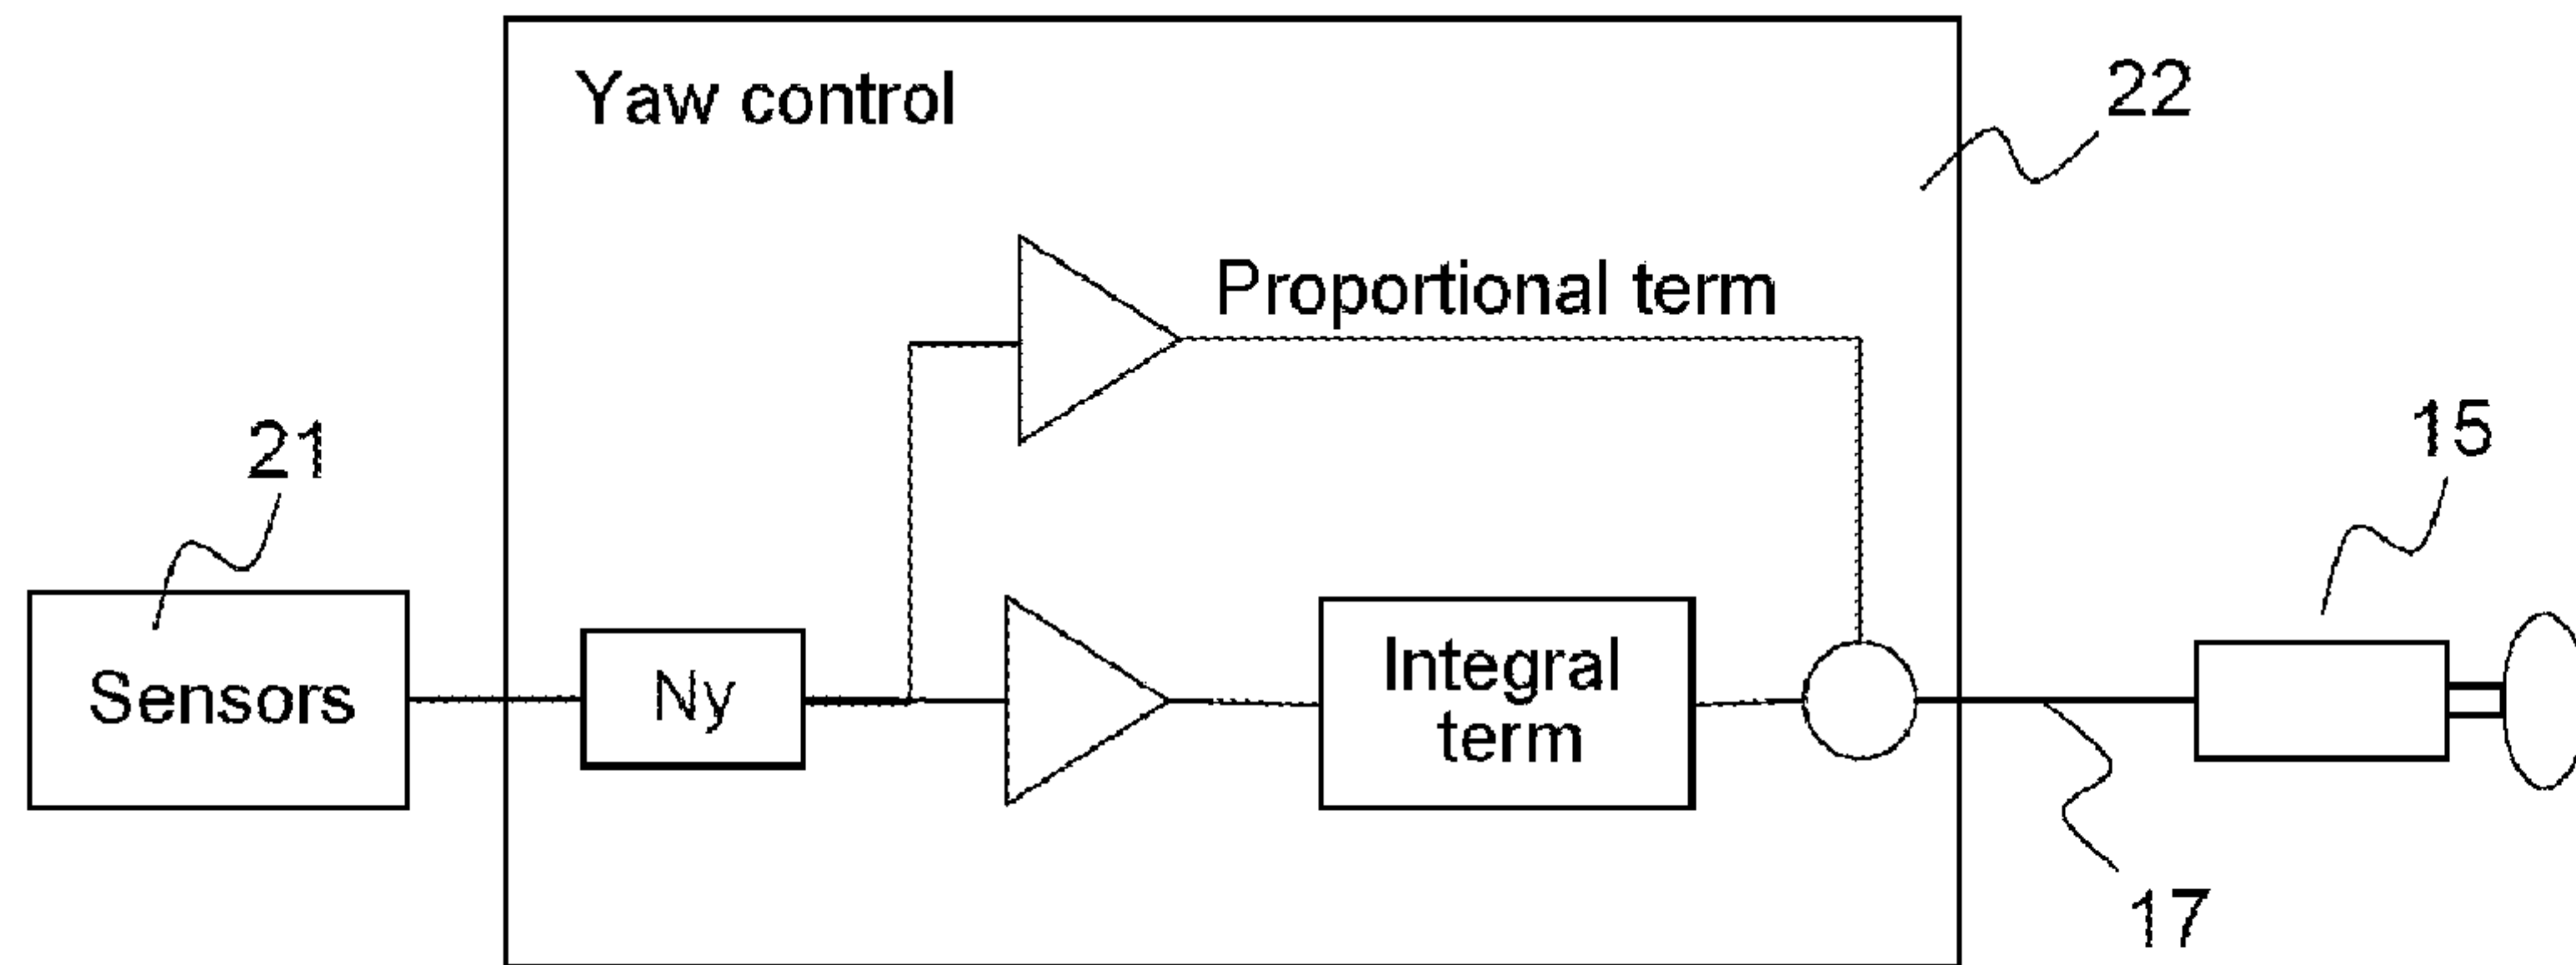 Yaw control
22
Proportional term
21
15
Sensors
Ny
Integral
term
17